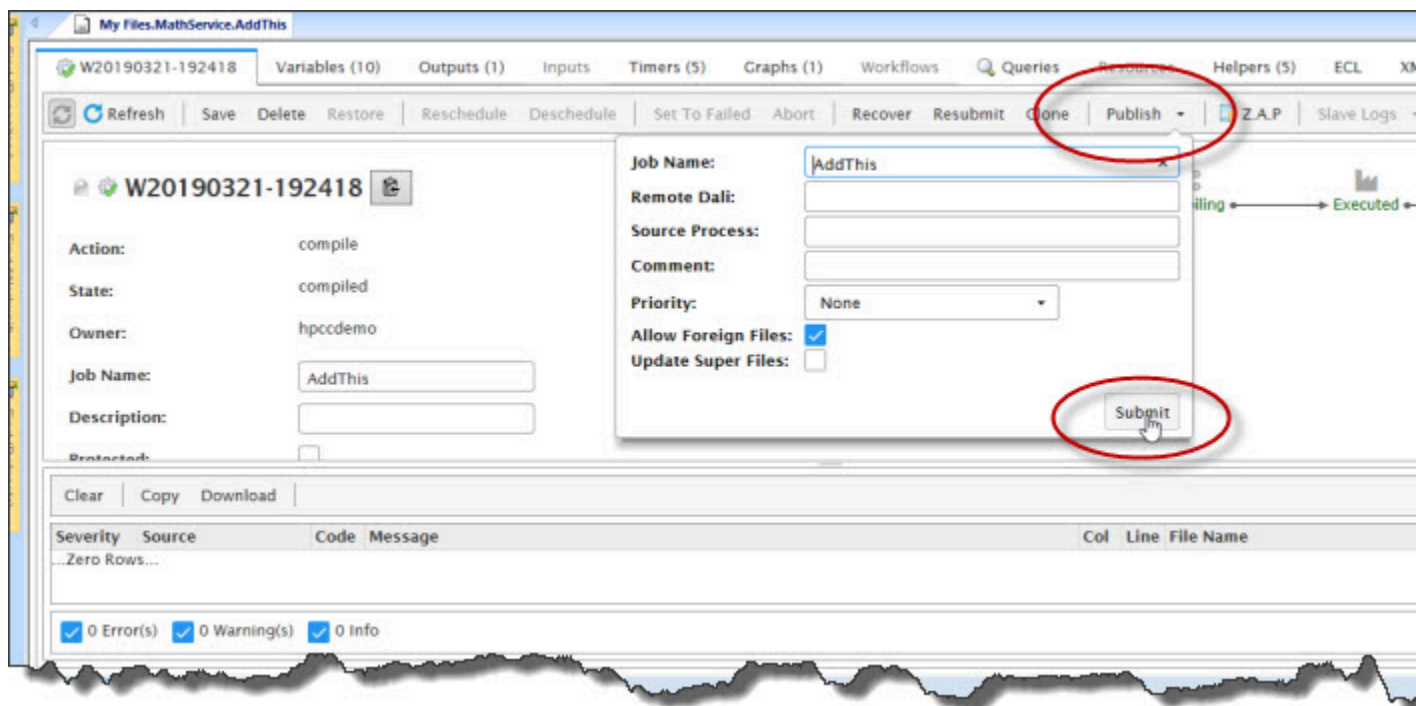 My Files.MathService.AddThis
W20190321-192418 Variables (10) Outputs (1) Inputs Timers (5) Graphs (1) Workflows Queries Resources Helpers (5) ECL
Refresh Save Delete Restore Reschedule Deschedule Set To Failed Abort Recover Resubmit Clone Publish Z.A.P Slave Logs
W20190321-192418
Action: compile
State: compiled
Owner: hpccdemo
Job Name: AddThis
Description:
Protected:
Job Name: AddThis ×
Remote Dali:
Source Process:
Comment:
Priority: None
Allow Foreign Files:
Update Super Files:
Submit
Executed
Clear Copy Download
Severity Source Code Message Col Line File Name
...Zero Rows...
0 Error(s) 0 Warning(s) 0 Info